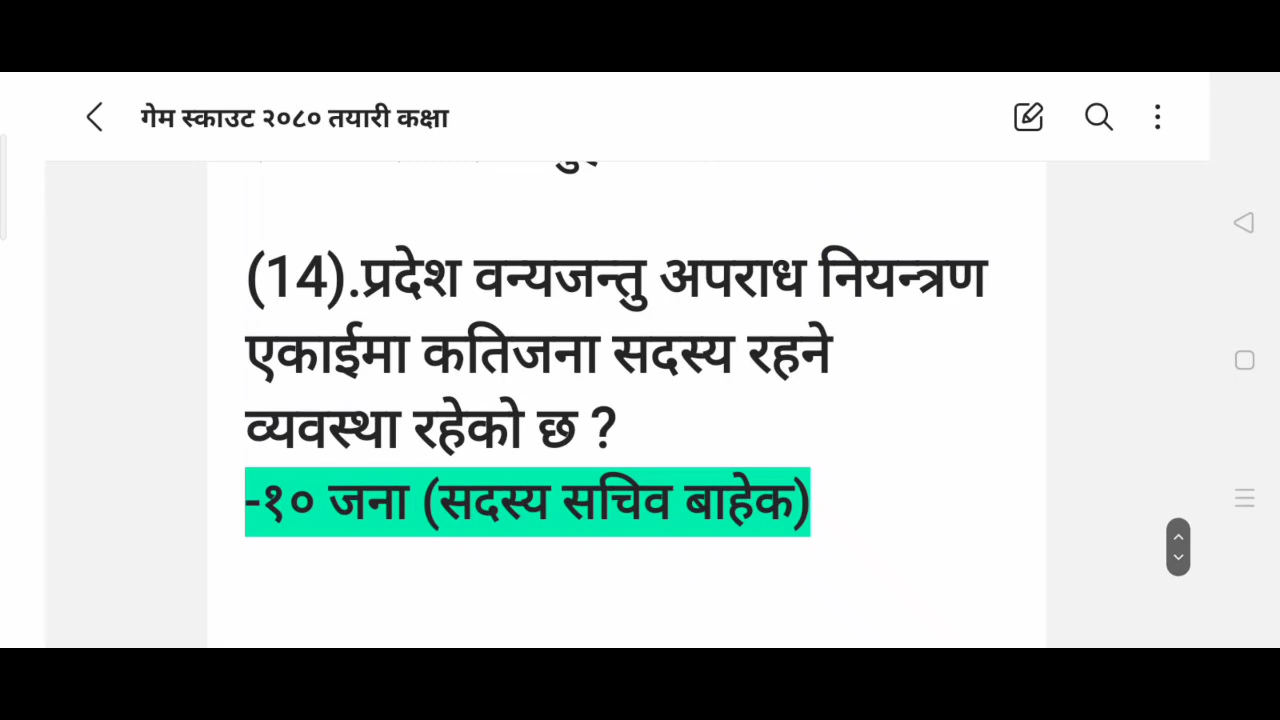 गेम स्काउट २०८० तयारी कक्षा
(14).प्रदेश वन्यजन्तु अपराध नियन्त्रण
एकाईमा कतिजना सदस्य रहने
व्यवस्था रहेको छ ?
-१० जना (सदस्य सचिव बाहेक)